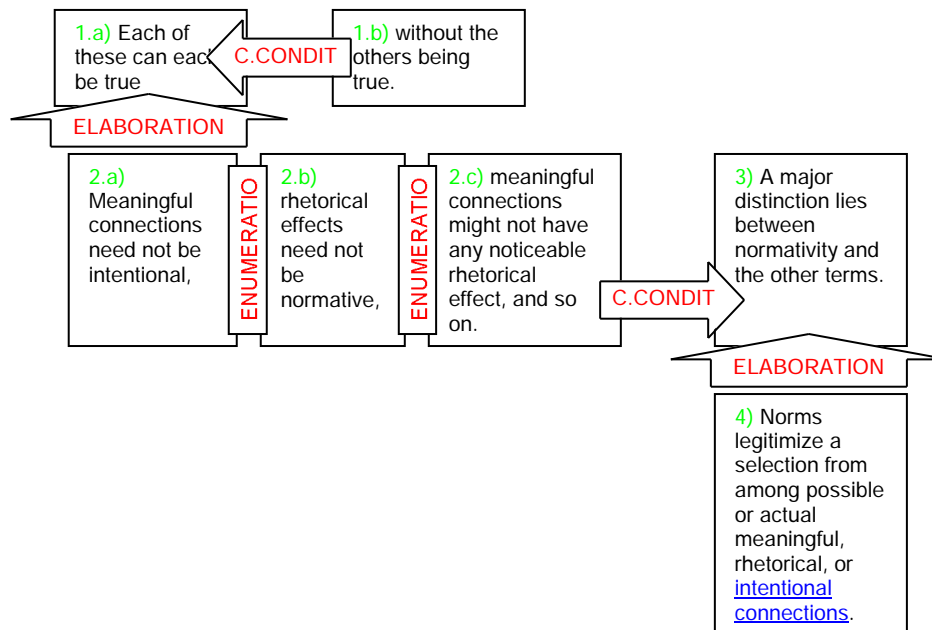 1.a) Each of
these can each
be true
C.CONDIT
1.b) without the
others being
true.
ELABORATION
2.a)
Meaningful
connections
need not be
intentional,
ENUMERATIO
2.b)
rhetorical
effects
need not
be
normative,
ENUMERATIO
2.c) meaningful
connections
might not have
any noticeable
rhetorical
effect, and so
on.
C.CONDIT
3) A major
distinction lies
between
normativity and
the other terms.
ELABORATION
4) Norms
legitimize a
selection from
among possible
or actual
meaningful,
rhetorical, or
intentional
connections.